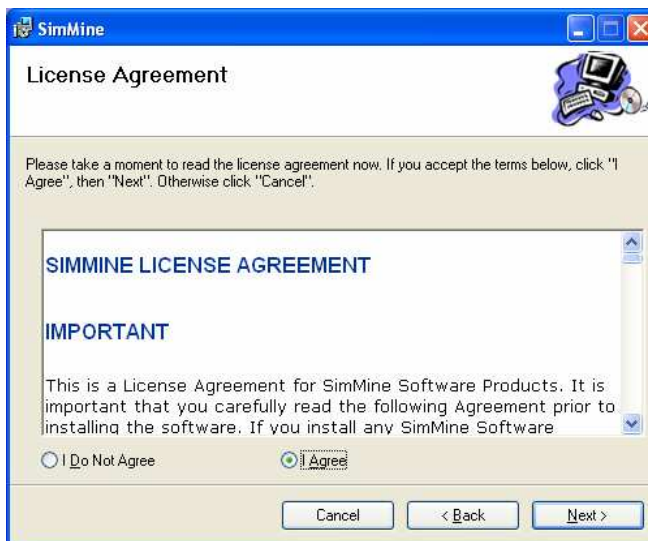 SimMine
License Agreement
Please take a moment to read the license agreement now. If you accept the terms below, click "I
Agree", then "Next". Otherwise click "Cancel".
SIMMINE LICENSE AGREEMENT
IMPORTANT
This is a License Agreement for SimMine Software Products. It is
important that you carefully read the following Agreement prior to
installing the software. If you install any SimMine Software
I Do Not Agree
I Agree
Cancel
< Back
Next >